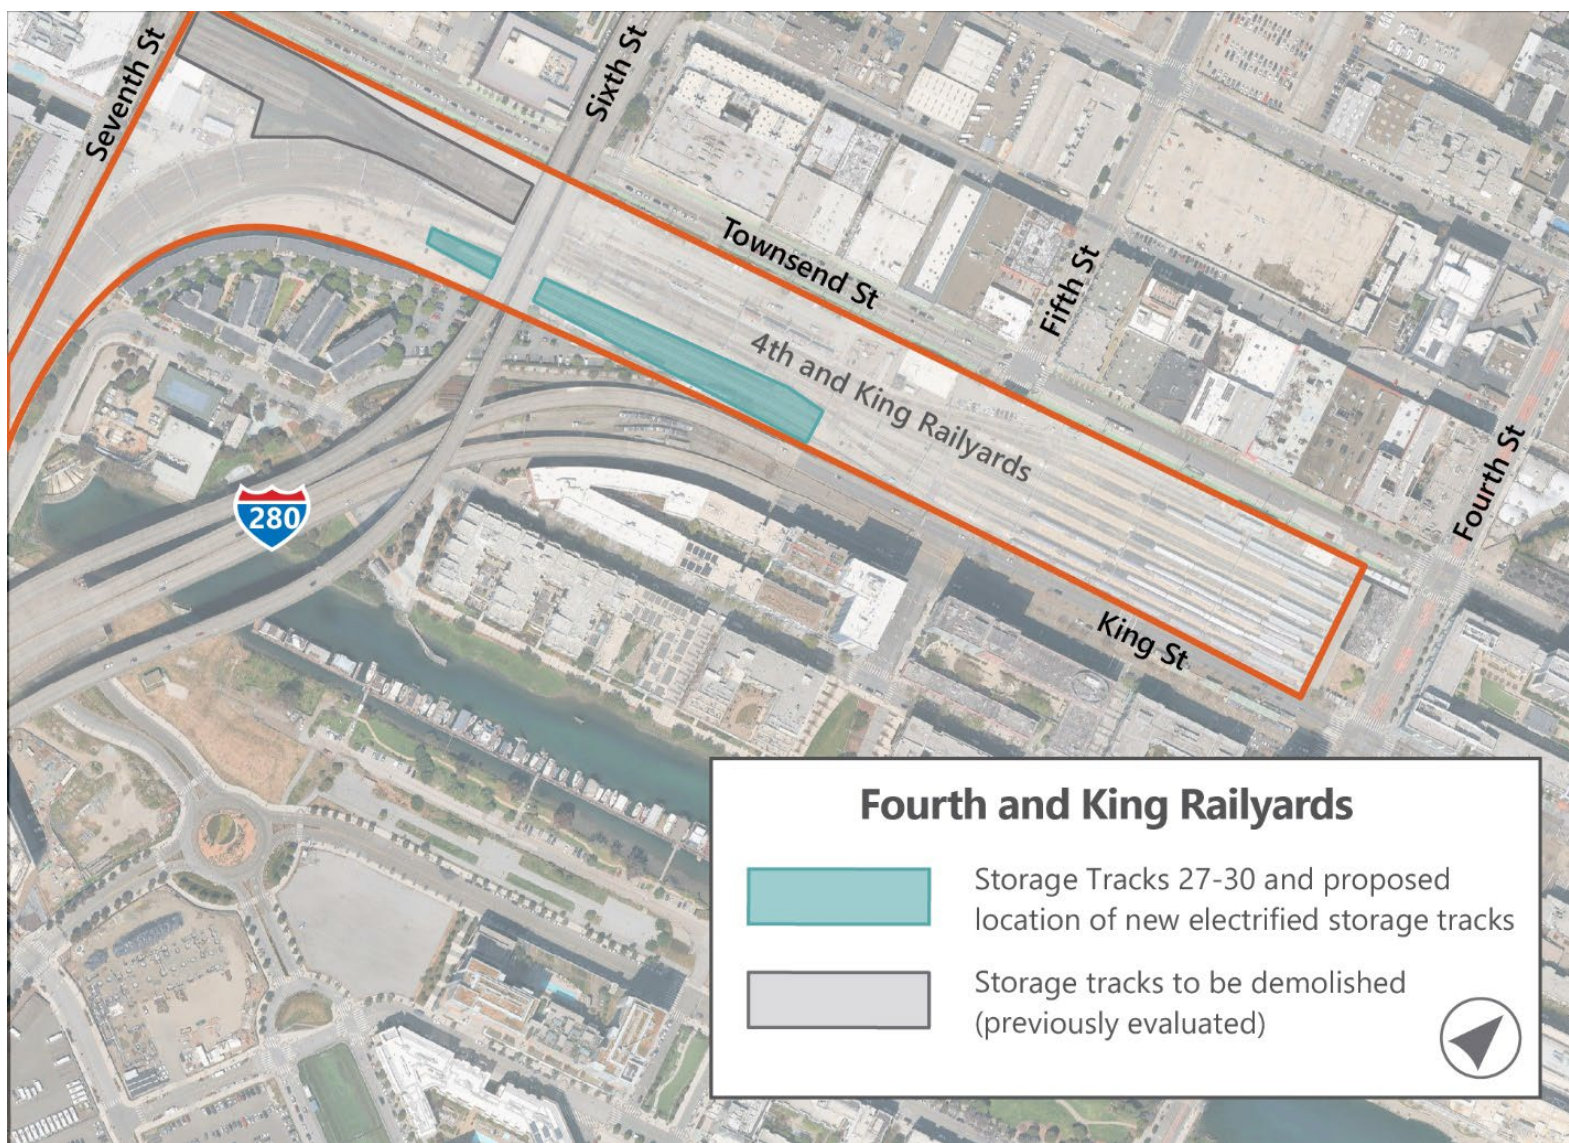 Seventh St
Sixth St
Townsend St
Fifth St
4th and King Railyards
Fourth St
280
King St
Fourth and King Railyards
Storage Tracks 27-30 and proposed
location of new electrified storage tracks
Storage tracks to be demolished
(previously evaluated)